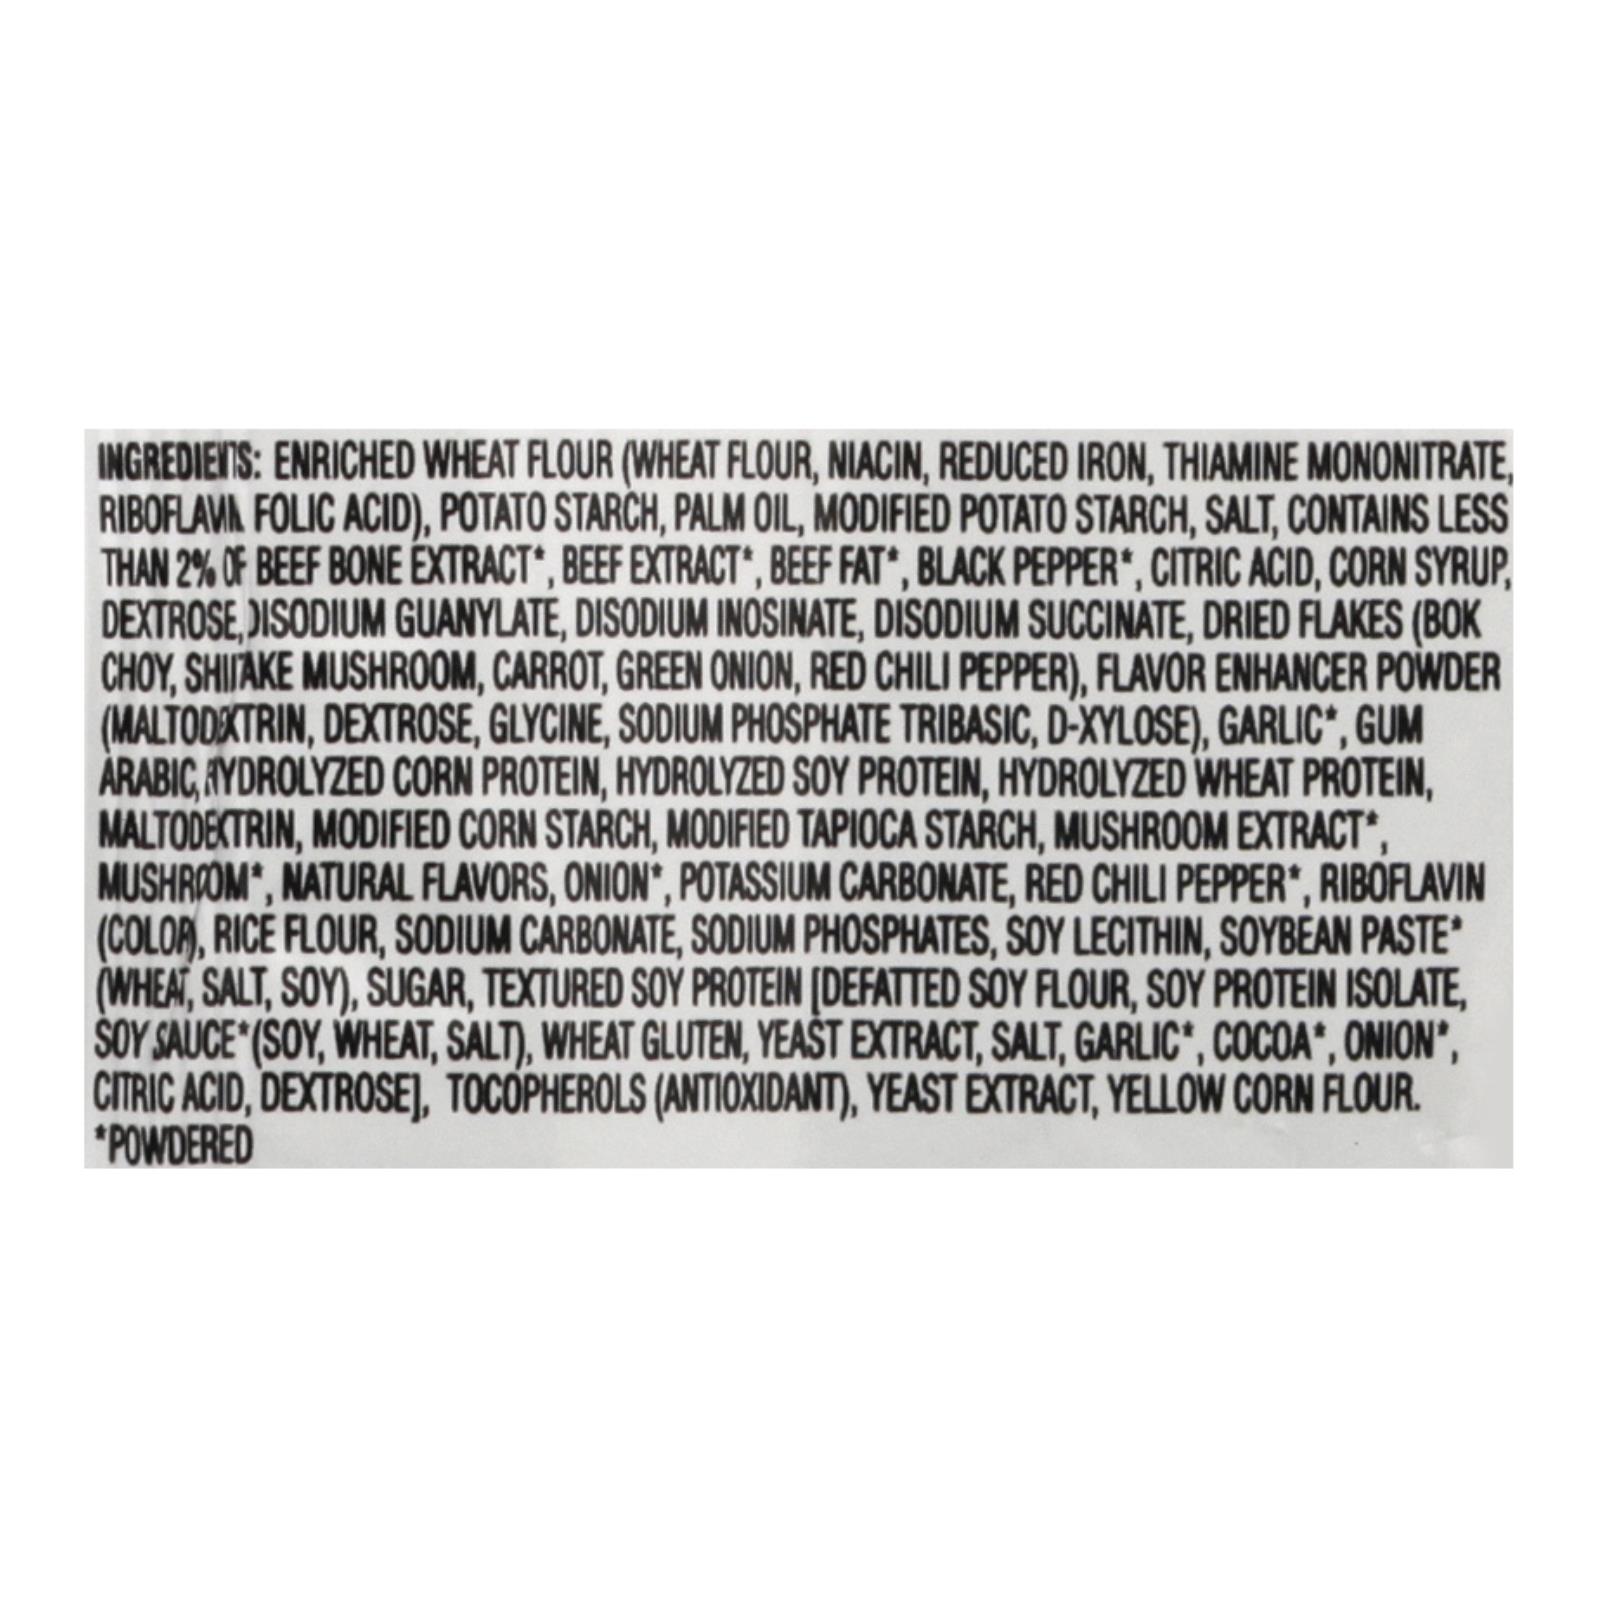 INGREDIENTS: ENRICHED WHEAT FLOUR (WHEAT FLOUR, NIACIN, REDUCED IRON, THIAMINE MONONITRATE,
RIBOFLAVIN, FOLIC ACID), POTATO STARCH, PALM OIL, MODIFIED POTATO STARCH, SALT, CONTAINS LESS
THAN 2% OF BEEF BONE EXTRACT*, BEEF EXTRACT*, BEEF FAT*, BLACK PEPPER*, CITRIC ACID, CORN SYRUP,
DEXTROSE, DISODIUM GUANYLATE, DISODIUM INOSINATE, DISODIUM SUCCINATE, DRIED FLAKES (BOK
CHOY, SHIITAKE MUSHROOM, CARROT, GREEN ONION, RED CHILI PEPPER), FLAVOR ENHANCER POWDER
(MALTODEXTRIN, DEXTROSE, GLYCINE, SODIUM PHOSPHATE TRIBASIC, D-XYLOSE), GARLIC*, GUM
ARABIC, HYDROLYZED CORN PROTEIN, HYDROLYZED SOY PROTEIN, HYDROLYZED WHEAT PROTEIN,
MALTODEXTRIN, MODIFIED CORN STARCH, MODIFIED TAPIOCA STARCH, MUSHROOM EXTRACT*,
MUSHROOM*, NATURAL FLAVORS, ONION*, POTASSIUM CARBONATE, RED CHILI PEPPER*, RIBOFLAVIN
(COLOR), RICE FLOUR, SODIUM CARBONATE, SODIUM PHOSPHATES, SOY LECITHIN, SOYBEAN PASTE*
(WHEAT, SALT, SOY), SUGAR, TEXTURED SOY PROTEIN [DEFATTED SOY FLOUR, SOY PROTEIN ISOLATE,
SOY SAUCE*(SOY, WHEAT, SALT), WHEAT GLUTEN, YEAST EXTRACT, SALT, GARLIC*, COCOA*, ONION*,
CITRIC ACID, DEXTROSE], TOCOPHEROLS (ANTIOXIDANT), YEAST EXTRACT, YELLOW CORN FLOUR.
*POWDERED